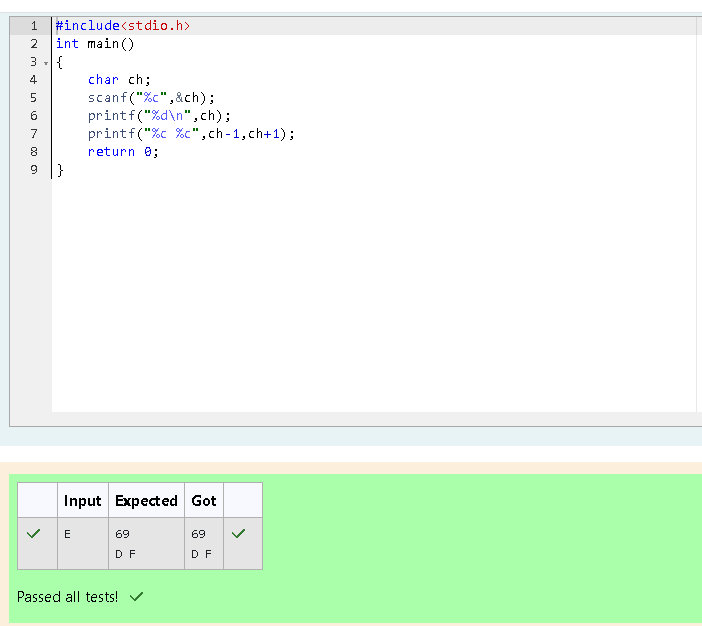 1 #include<stdio.h>
2 int main()
3 {
4     char ch;
5     scanf("%c",&ch);
6     printf("%d\n",ch);
7     printf("%c %c",ch-1,ch+1);
8     return 0;
9 }
Input Expected Got
E 69 69
D F D F
Passed all tests!